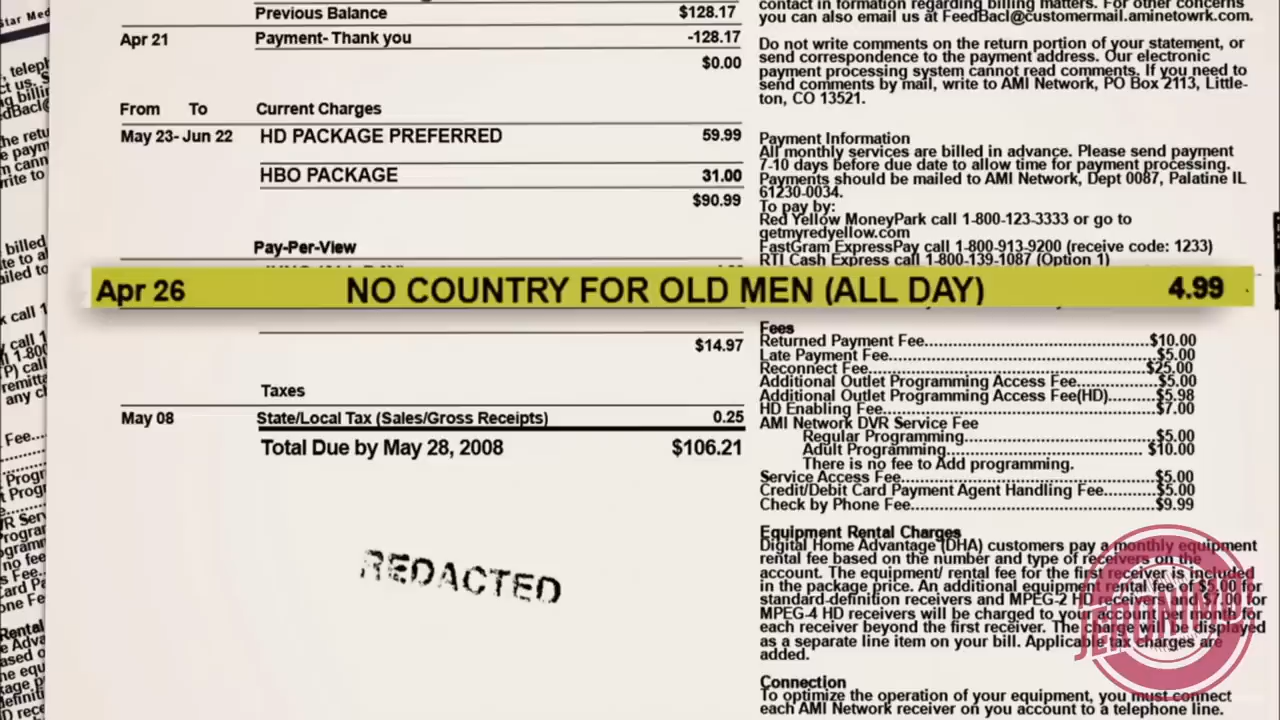 Previous Balance $128.17
Apr 21 Payment- Thank you -128.17
$0.00
From To Current Charges
May 23- Jun 22 HD PACKAGE PREFERRED 59.99
HBO PACKAGE 31.00
$90.99
Pay-Per-View
Apr 26 NO COUNTRY FOR OLD MEN (ALL DAY) 4.99
$14.97
Taxes
May 08 State/Local Tax (Sales/Gross Receipts) 0.25
Total Due by May 28, 2008 $106.21
REDACTED
contact in formation regarding billing matters. For other concerns
you can also email us at FeedBacl@customermail.aminetowrk.com.
Do not write comments on the return portion of your statement, or
send correspondence to the payment address. Our electronic
payment processing system cannot read comments. If you need to
send comments by mail, write to AMI Network, PO Box 2113, Little-
ton, CO 13521.
Payment Information
All monthly services are billed in advance. Please send payment
7-10 days before due date to allow time for payment processing.
Payments should be mailed to AMI Network, Dept 0087, Palatine IL
61230-0034.
To pay by:
Red Yellow MoneyPark call 1-800-123-3333 or go to
getmyredyellow.com
FastGram ExpressPay call 1-800-913-9200 (receive code: 1233)
RTI Cash Express call 1-800-139-1087 (Option 1)
Fees
Returned Payment Fee..............................$10.00
Late Payment Fee..............................$5.00
Reconnect Fee..............................$25.00
Additional Outlet Programming Access Fee..............$5.00
Additional Outlet Programming Access Fee(HD)........$5.98
HD Enabling Fee..............................$7.00
AMI Network DVR Service Fee
Regular Programming..............................$5.00
Adult Programming.............................. $10.00
There is no fee to Add programming.
Service Access Fee..............................$5.00
Credit/Debit Card Payment Agent Handling Fee..........$5.00
Check by Phone Fee..............................$9.99
Equipment Rental Charges
Digital Home Advantage (DHA) customers pay a monthly equipment
rental fee based on the number and type of receivers on the
account. The equipment/ rental fee for the first receiver is included
in the package price. An additional equipment rental fee of $5.00 for
standard-definition receivers and MPEG-2 HD receivers and $7.00 for
MPEG-4 HD receivers will be charged to your account per month for
each receiver beyond the first receiver. The charge will be displayed
as a separate line item on your bill. Applicable tax charges are
added.
Connection
To optimize the operation of your equipment, you must connect
each AMI Network receiver on you account to a telephone line.
JERONIMO